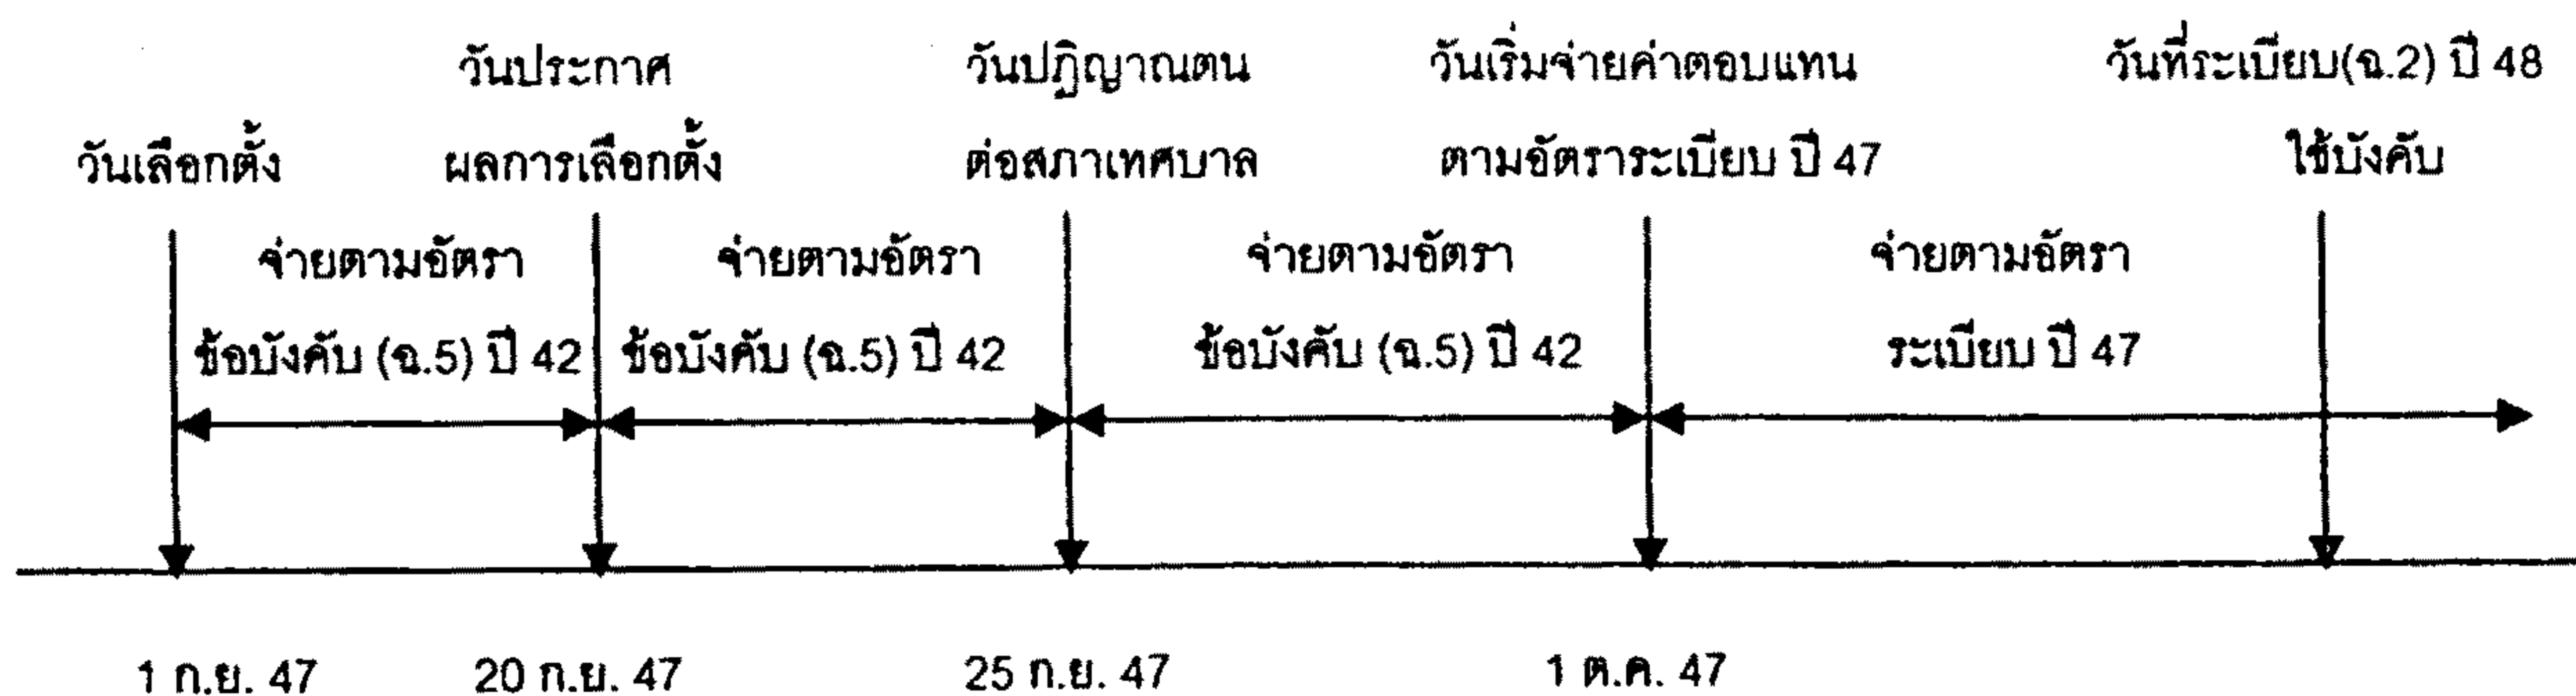 วันเลือกตั้ง
วันประกาศ
ผลการเลือกตั้ง
วันปฏิญาณตน
ต่อสภาเทศบาล
วันเริ่มจ่ายค่าตอบแทน
ตามอัตราระเบียบ ปี 47
วันที่ระเบียบ(ฉ.2) ปี 48
ใช้บังคับ
จ่ายตามอัตรา
ข้อบังคับ (ฉ.5) ปี 42
จ่ายตามอัตรา
ข้อบังคับ (ฉ.5) ปี 42
จ่ายตามอัตรา
ข้อบังคับ (ฉ.5) ปี 42
จ่ายตามอัตรา
ระเบียบ ปี 47
1 ก.ย. 47
20 ก.ย. 47
25 ก.ย. 47
1 ต.ค. 47